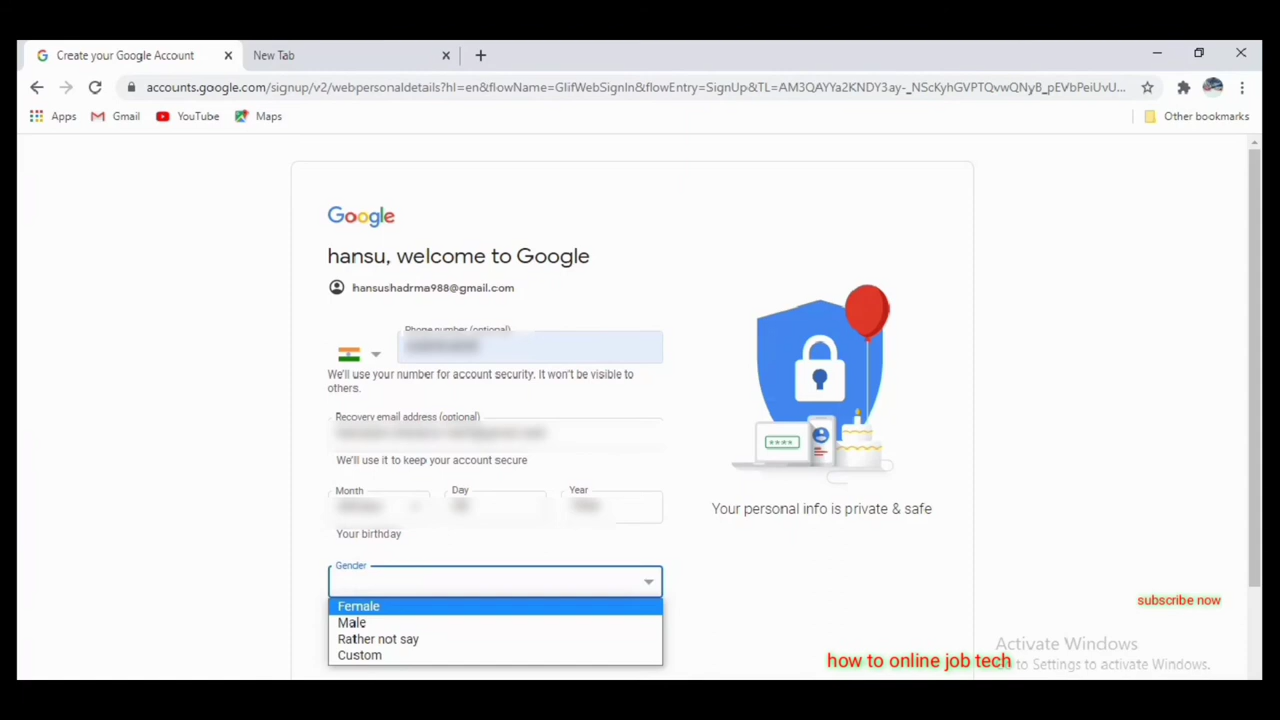 Create your Google Account
New Tab
accounts.google.com/signup/v2/webpersonaldetails?hl=en&flowName=GlifWebSignIn&flowEntry=SignUp&TL=AM3QAYYa2KNDY3ay-_NScKyhGVPTQvwQNyB_pEVbPeiUvU...
Apps
Gmail
YouTube
Maps
Other bookmarks
Google
hansu, welcome to Google
hansushadrma988@gmail.com
Phone number (optional)
We'll use your number for account security. It won't be visible to
others.
Recovery email address (optional)
We'll use it to keep your account secure
Month
Day
Year
Your birthday
Your personal info is private & safe
Gender
Female
Male
Rather not say
Custom
subscribe now
Activate Windows
to Settings to activate Windows.
how to online job tech